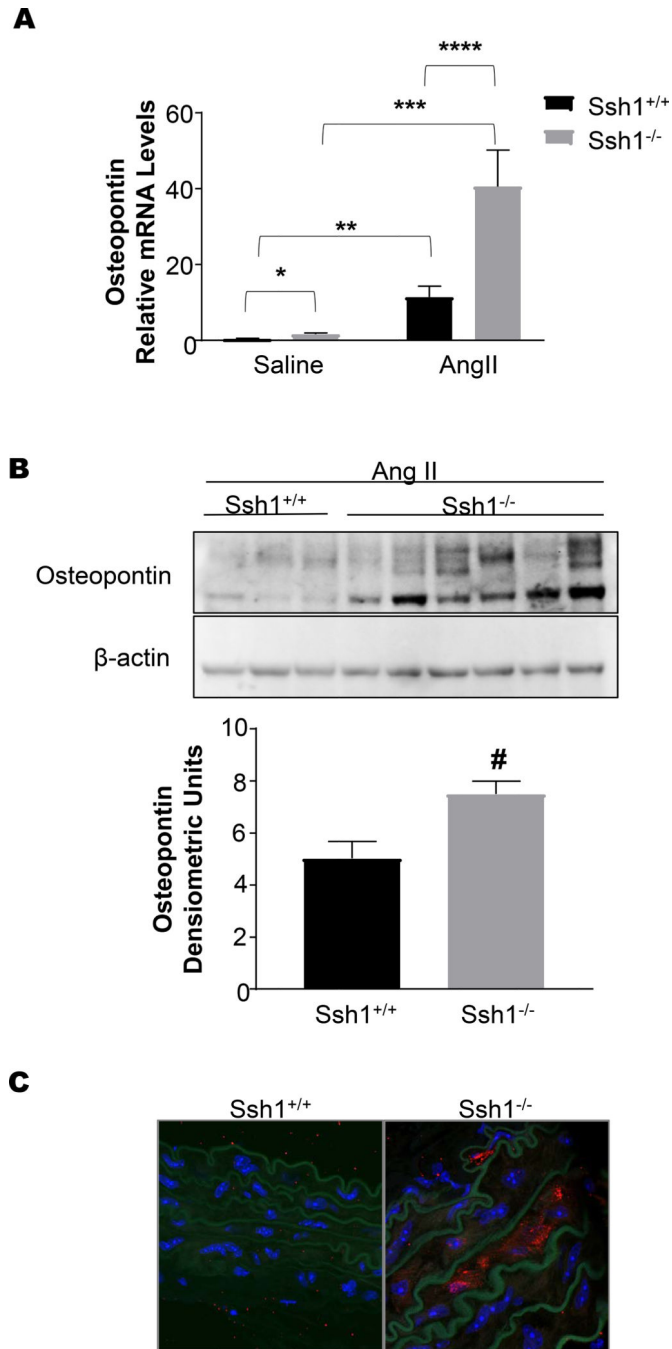 A
****
Ssh1+/+
Ssh1-/-
***
**
*
60
40
20
0
Osteopontin
Relative mRNA Levels
Saline AngII
B
Ang II
Ssh1+/+ Ssh1-/-
Osteopontin
β-actin
10
8
6
4
2
0
#
Osteopontin
Densiometric Units
Ssh1+/+ Ssh1-/-
C
Ssh1+/+ Ssh1-/-